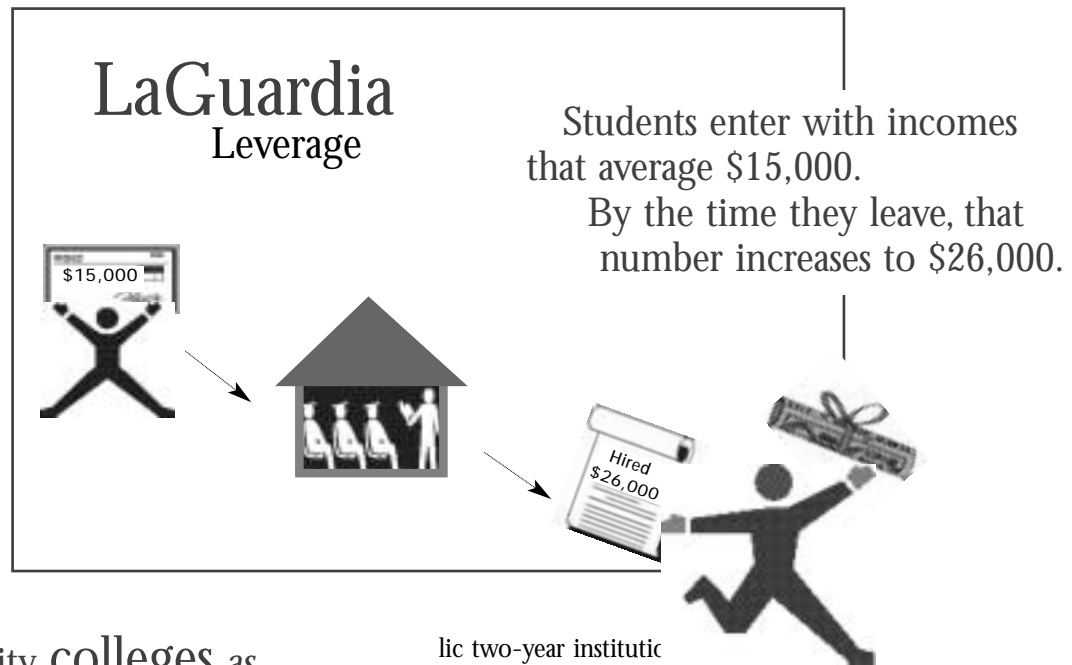 LaGuardia
Leverage
Students enter with incomes
that average $15,000.
By the time they leave, that
number increases to $26,000.
$15,000
Hired
$26,000
colleges as
lic two-year